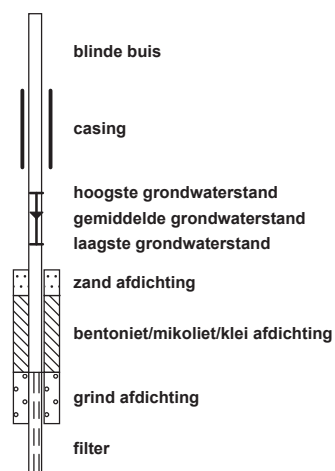 blinde buis
casing
hoogste grondwaterstand
gemiddelde grondwaterstand
laagste grondwaterstand
zand afdichting
bentoniet/mikoliet/klei afdichting
grind afdichting
filter